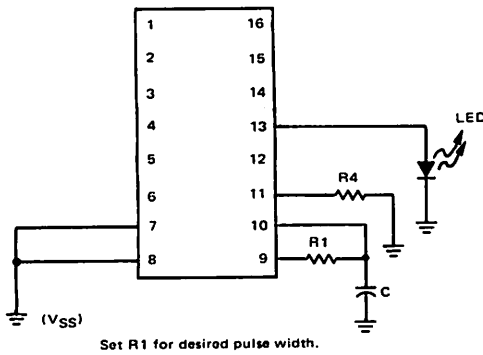 1 16
2 15
3 14
4 13
5 12
6 11
7 10
8 9
LED
R4
R1
C
(VSS)
Set R1 for desired pulse width.